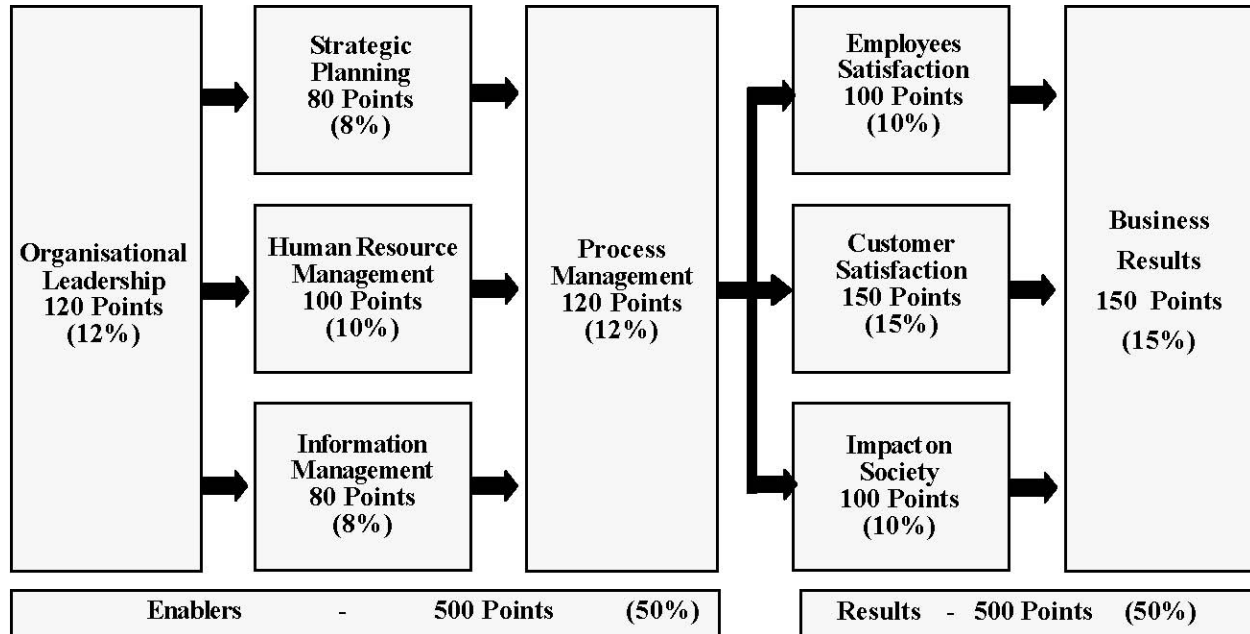 Organisational
Leadership
120 Points
(12%)
Strategic
Planning
80 Points
(8%)
Human Resource
Management
100 Points
(10%)
Information
Management
80 Points
(8%)
Process
Management
120 Points
(12%)
Employees
Satisfaction
100 Points
(10%)
Customer
Satisfaction
150 Points
(15%)
Impact on
Society
100 Points
(10%)
Business
Results
150 Points
(15%)
Enablers - 500 Points (50%)
Results - 500 Points (50%)